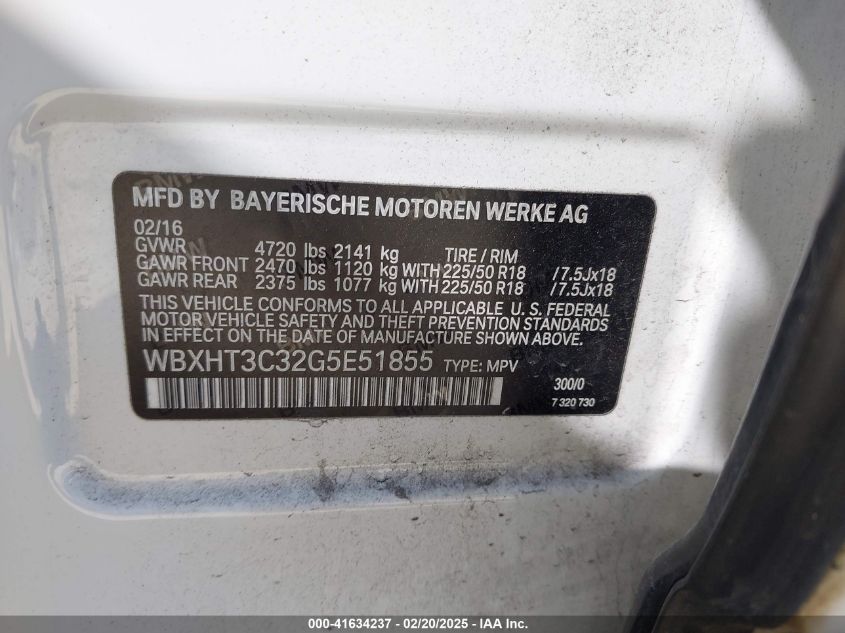 MFD BY BAYERISCHE MOTOREN WERKE AG
02/16
GVWR 4720 lbs 2141 kg TIRE / RIM
GAWR FRONT 2470 lbs 1120 kg WITH 225/50 R18 /7.5Jx18
GAWR REAR 2375 lbs 1077 kg WITH 225/50 R18 /7.5Jx18
THIS VEHICLE CONFORMS TO ALL APPLICABLE U. S. FEDERAL
MOTOR VEHICLE SAFETY AND THEFT PREVENTION STANDARDS
IN EFFECT ON THE DATE OF MANUFACTURE SHOWN ABOVE.
WBXHT3C32G5E51855 TYPE: MPV
300/0
7 320 730
000-41634237 - 02/20/2025 - IAA Inc.